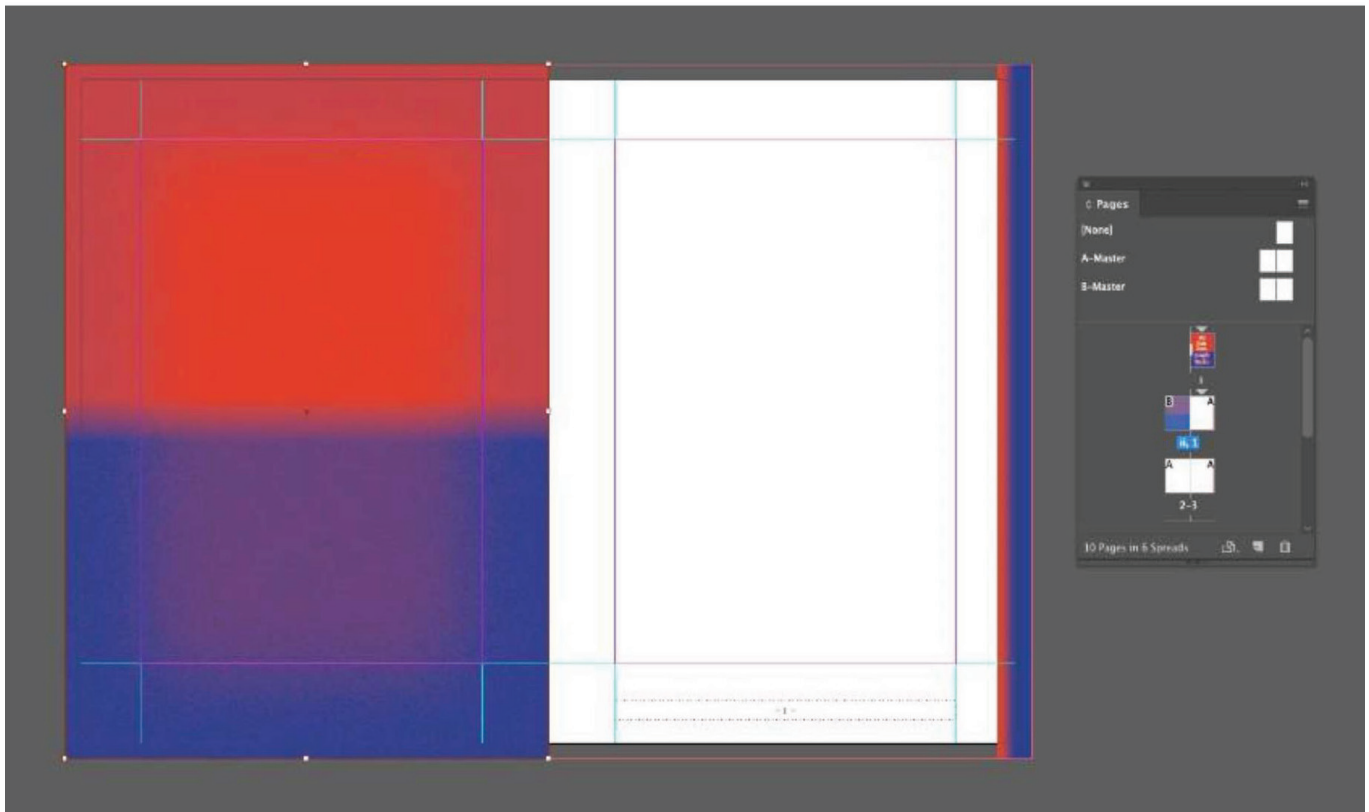 - 1 -
Pages
[None]
A-Master
B-Master
B A
ii, 1
A A
2-3
10 Pages in 6 Spreads